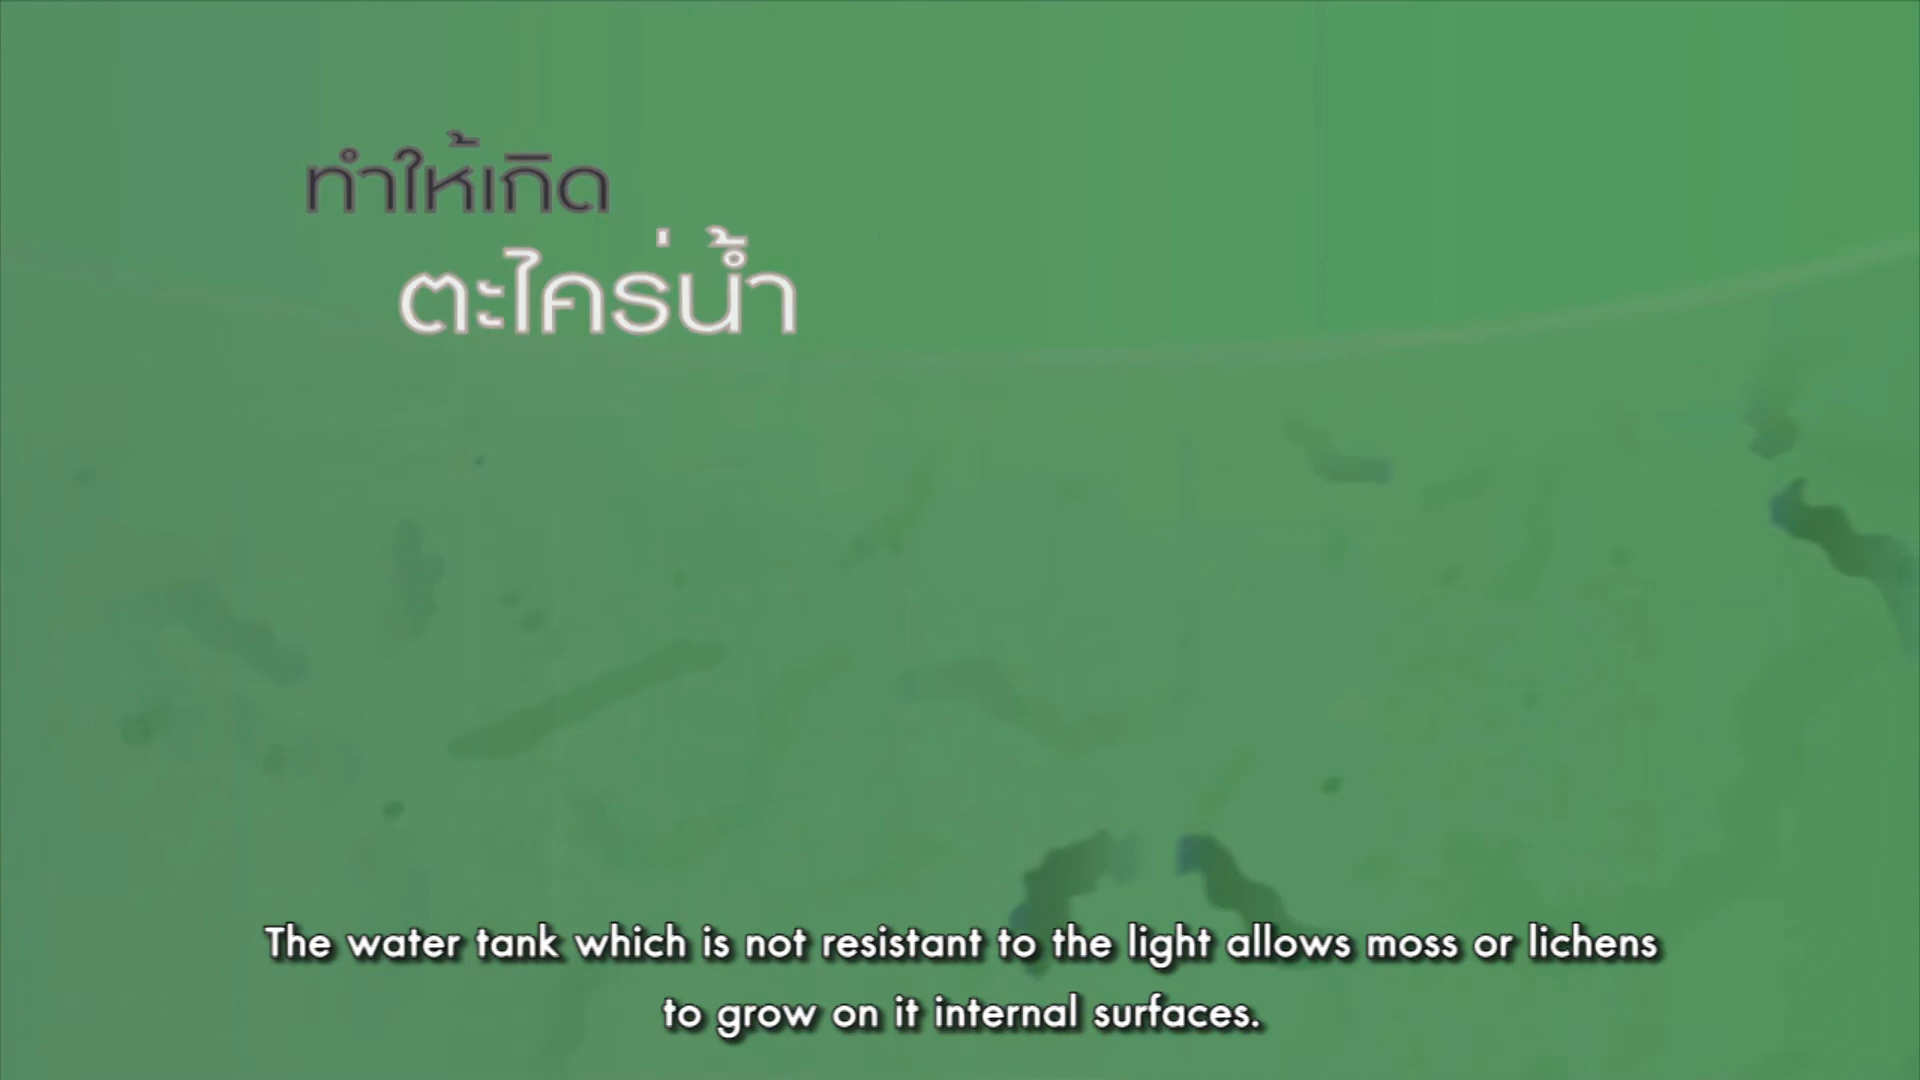 ทำให้เกิด
ตะไคร่น้ำ
The water tank which is not resistant to the light allows moss or lichens
to grow on it internal surfaces.